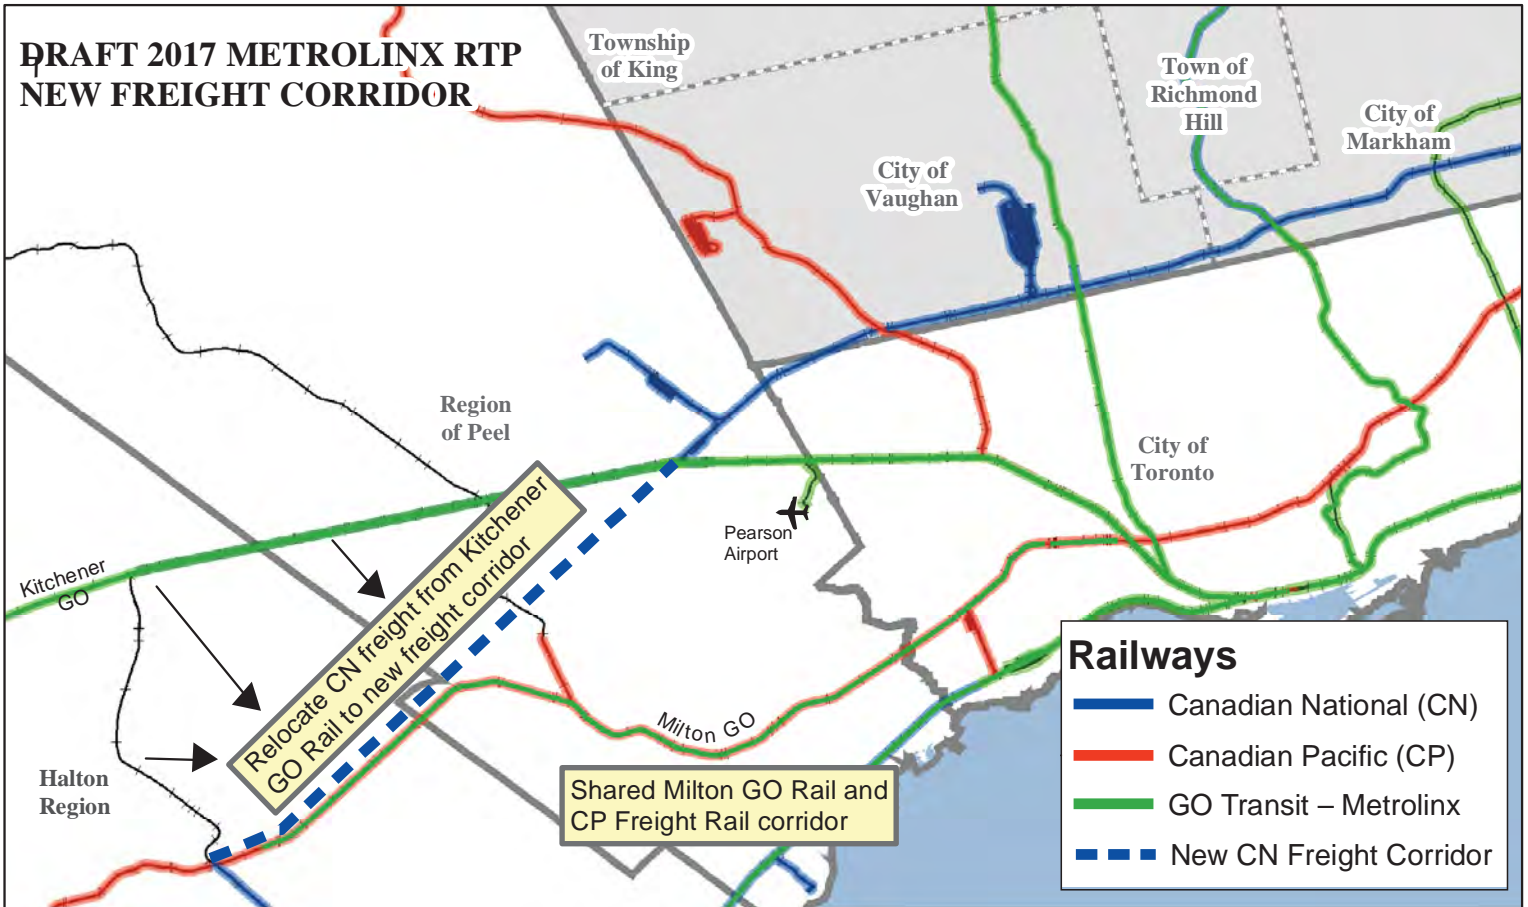 DRAFT 2017 METROLINX RTP
NEW FREIGHT CORRIDOR
Township
of King
Town of
Richmond
Hill
City of
Markham
City of
Vaughan
Region
of Peel
City of
Toronto
Pearson
Airport
Kitchener
GO
Relocate CN freight from Kitchener
GO Rail to new freight corridor
Milton GO
Halton
Region
Shared Milton GO Rail and
CP Freight Rail corridor
Railways
Canadian National (CN)
Canadian Pacific (CP)
GO Transit – Metrolinx
New CN Freight Corridor